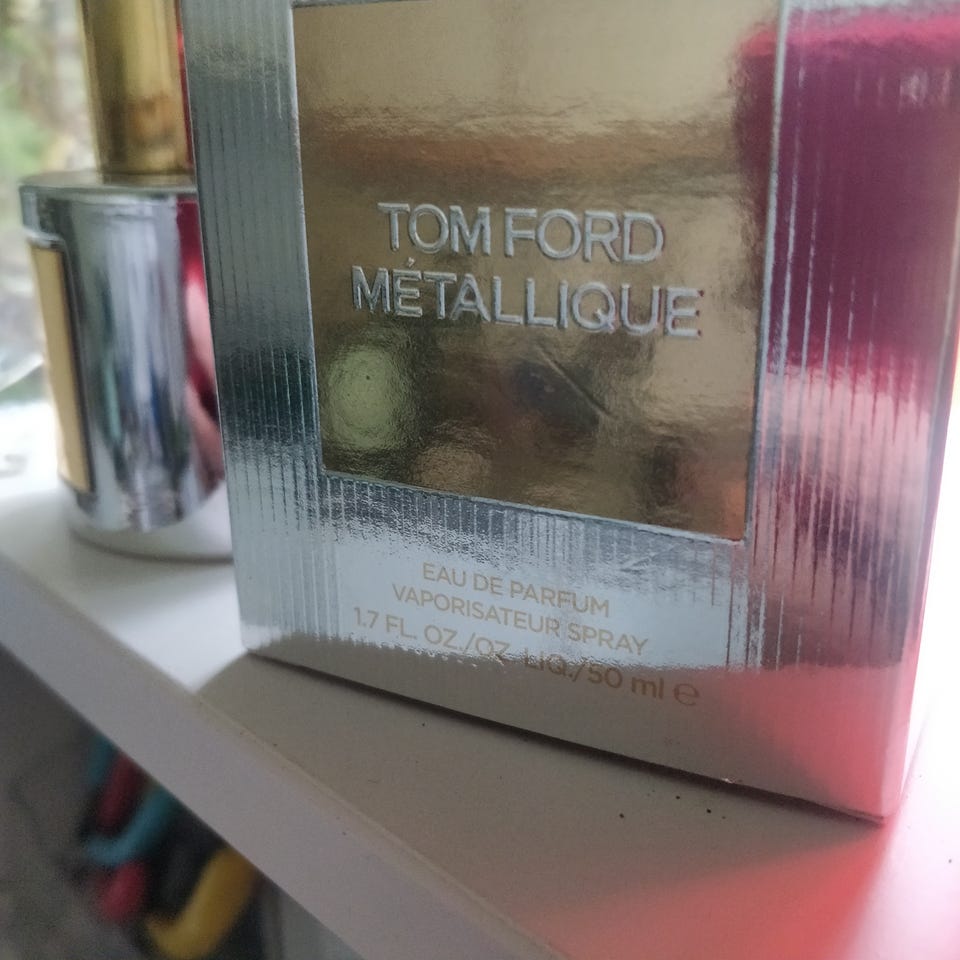 TOM FORD
MÉTALLIQUE
EAU DE PARFUM
VAPORISATEUR SPRAY
1.7 FL. OZ./OZ. LIQ./50 ml ℮